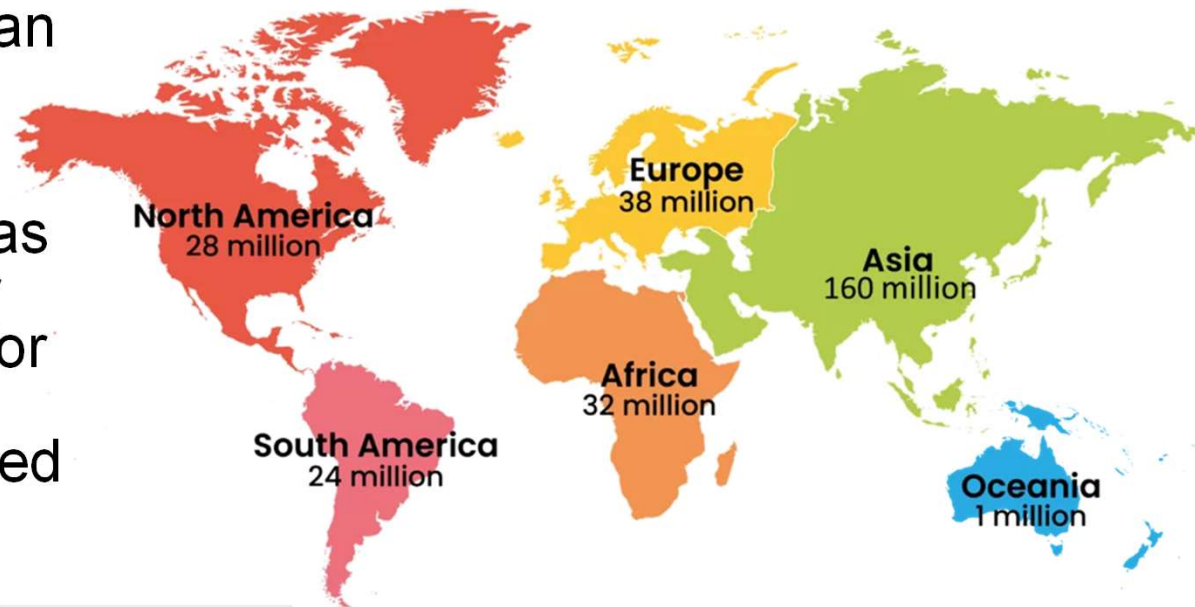 an
as
or
ed
North America
28 million
South America
24 million
Europe
38 million
Africa
32 million
Asia
160 million
Oceania
1 million